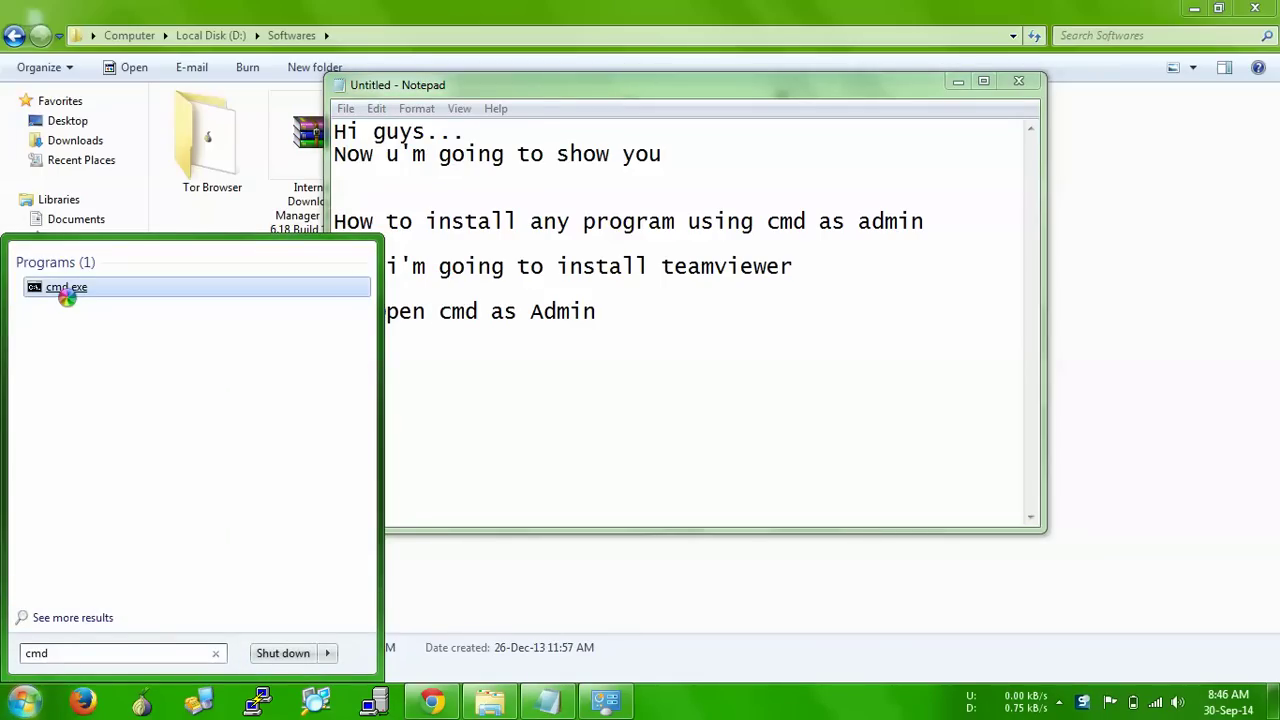 Computer
Local Disk (D:)
Softwares
Search Softwares
Organize
Open
E-mail
Burn
New folder
Favorites
Desktop
Downloads
Recent Places
Libraries
Documents
Tor Browser
Intern
Downlo
Manager
6.18 Build
Untitled - Notepad
File Edit Format View Help
Hi guys...
Now u'm going to show you
How to install any program using cmd as admin
i'm going to install teamviewer
pen cmd as Admin
Programs (1)
cmd.exe
See more results
cmd
Shut down
M
Date created: 26-Dec-13 11:57 AM
U: 0.00 kB/s
D: 0.75 kB/s
8:46 AM
30-Sep-14